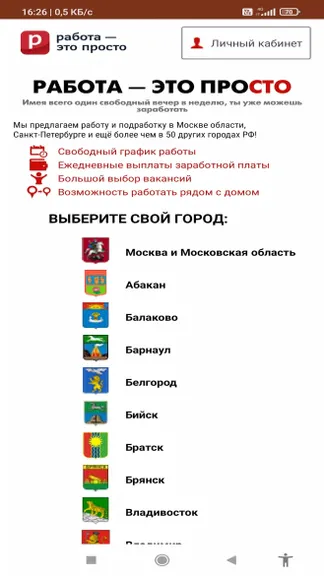 16:26 | 0,5 КБ/с
70
р
работа —
это просто
Личный кабинет
РАБОТА — ЭТО ПРОСТО
Имея всего один свободный вечер в неделю, ты уже можешь
заработать
Мы предлагаем работу и подработку в Москве области,
Санкт-Петербурге и ещё более чем в 50 других городах РФ!
Свободный график работы
Ежедневные выплаты заработной платы
Большой выбор вакансий
Возможность работать рядом с домом
ВЫБЕРИТЕ СВОЙ ГОРОД:
Москва и Московская область
Абакан
Балаково
Барнаул
Белгород
Бийск
Братск
Брянск
Владивосток
Владимир